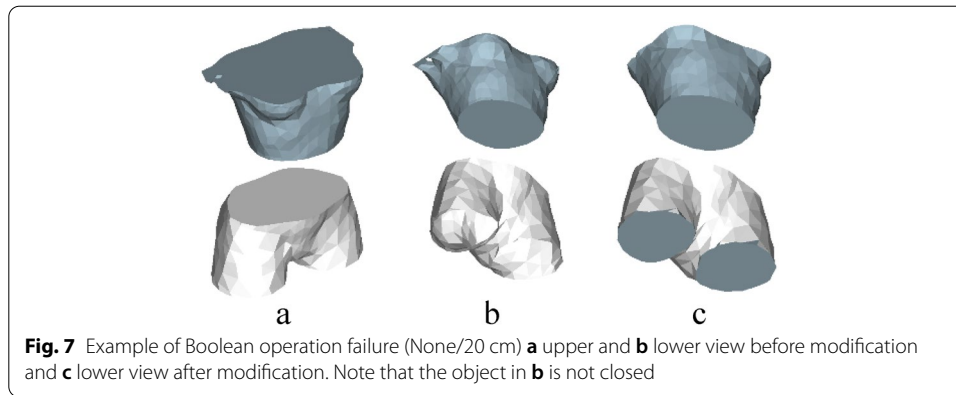 a b c
Fig. 7 Example of Boolean operation failure (None/20 cm) a upper and b lower view before modification
and c lower view after modification. Note that the object in b is not closed